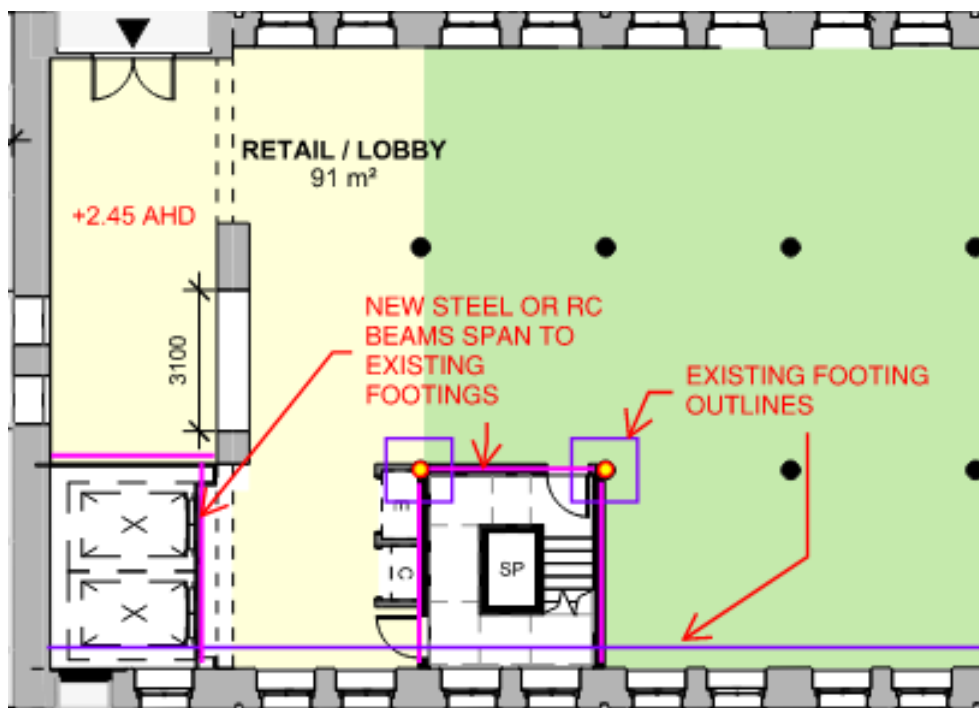 RETAIL / LOBBY
91 m²
+2.45 AHD
NEW STEEL OR RC
BEAMS SPAN TO
EXISTING
FOOTINGS
3100
EXISTING FOOTING
OUTLINES
E
C
SP